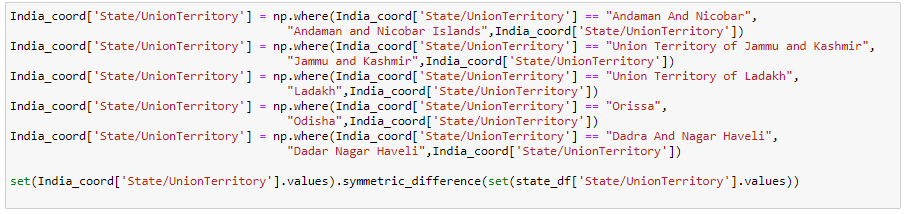 India_coord['State/UnionTerritory'] = np.where(India_coord['State/UnionTerritory'] == "Andaman And Nicobar",
"Andaman and Nicobar Islands",India_coord['State/UnionTerritory'])
India_coord['State/UnionTerritory'] = np.where(India_coord['State/UnionTerritory'] == "Union Territory of Jammu and Kashmir",
"Jammu and Kashmir",India_coord['State/UnionTerritory'])
India_coord['State/UnionTerritory'] = np.where(India_coord['State/UnionTerritory'] == "Union Territory of Ladakh",
"Ladakh",India_coord['State/UnionTerritory'])
India_coord['State/UnionTerritory'] = np.where(India_coord['State/UnionTerritory'] == "Orissa",
"Odisha",India_coord['State/UnionTerritory'])
India_coord['State/UnionTerritory'] = np.where(India_coord['State/UnionTerritory'] == "Dadra And Nagar Haveli",
"Dadar Nagar Haveli",India_coord['State/UnionTerritory'])
set(India_coord['State/UnionTerritory'].values).symmetric_difference(set(state_df['State/UnionTerritory'].values))